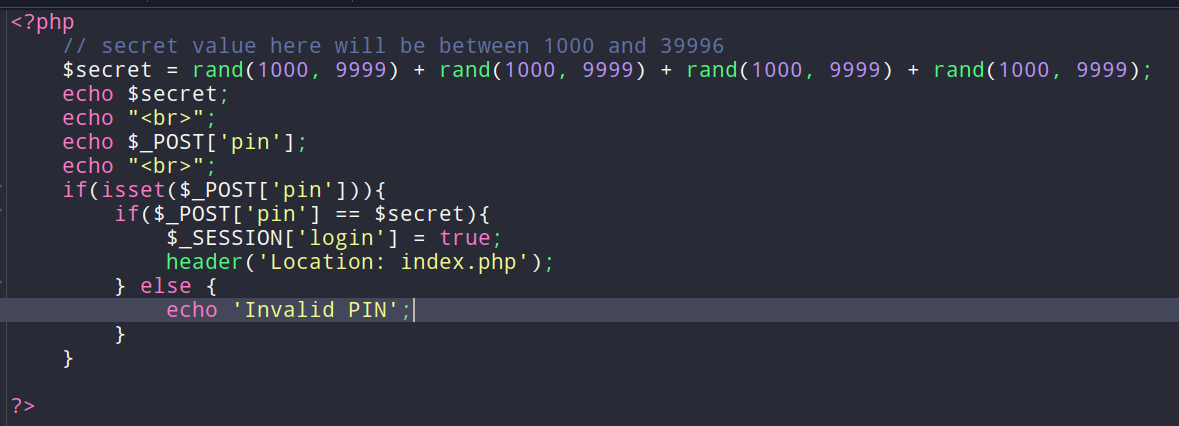 <?php
// secret value here will be between 1000 and 39996
$secret = rand(1000, 9999) + rand(1000, 9999) + rand(1000, 9999) + rand(1000, 9999);
echo $secret;
echo "<br>";
echo $_POST['pin'];
echo "<br>";
if(isset($_POST['pin'])){
if($_POST['pin'] == $secret){
$_SESSION['login'] = true;
header('Location: index.php');
} else {
echo 'Invalid PIN';
}
}
?>